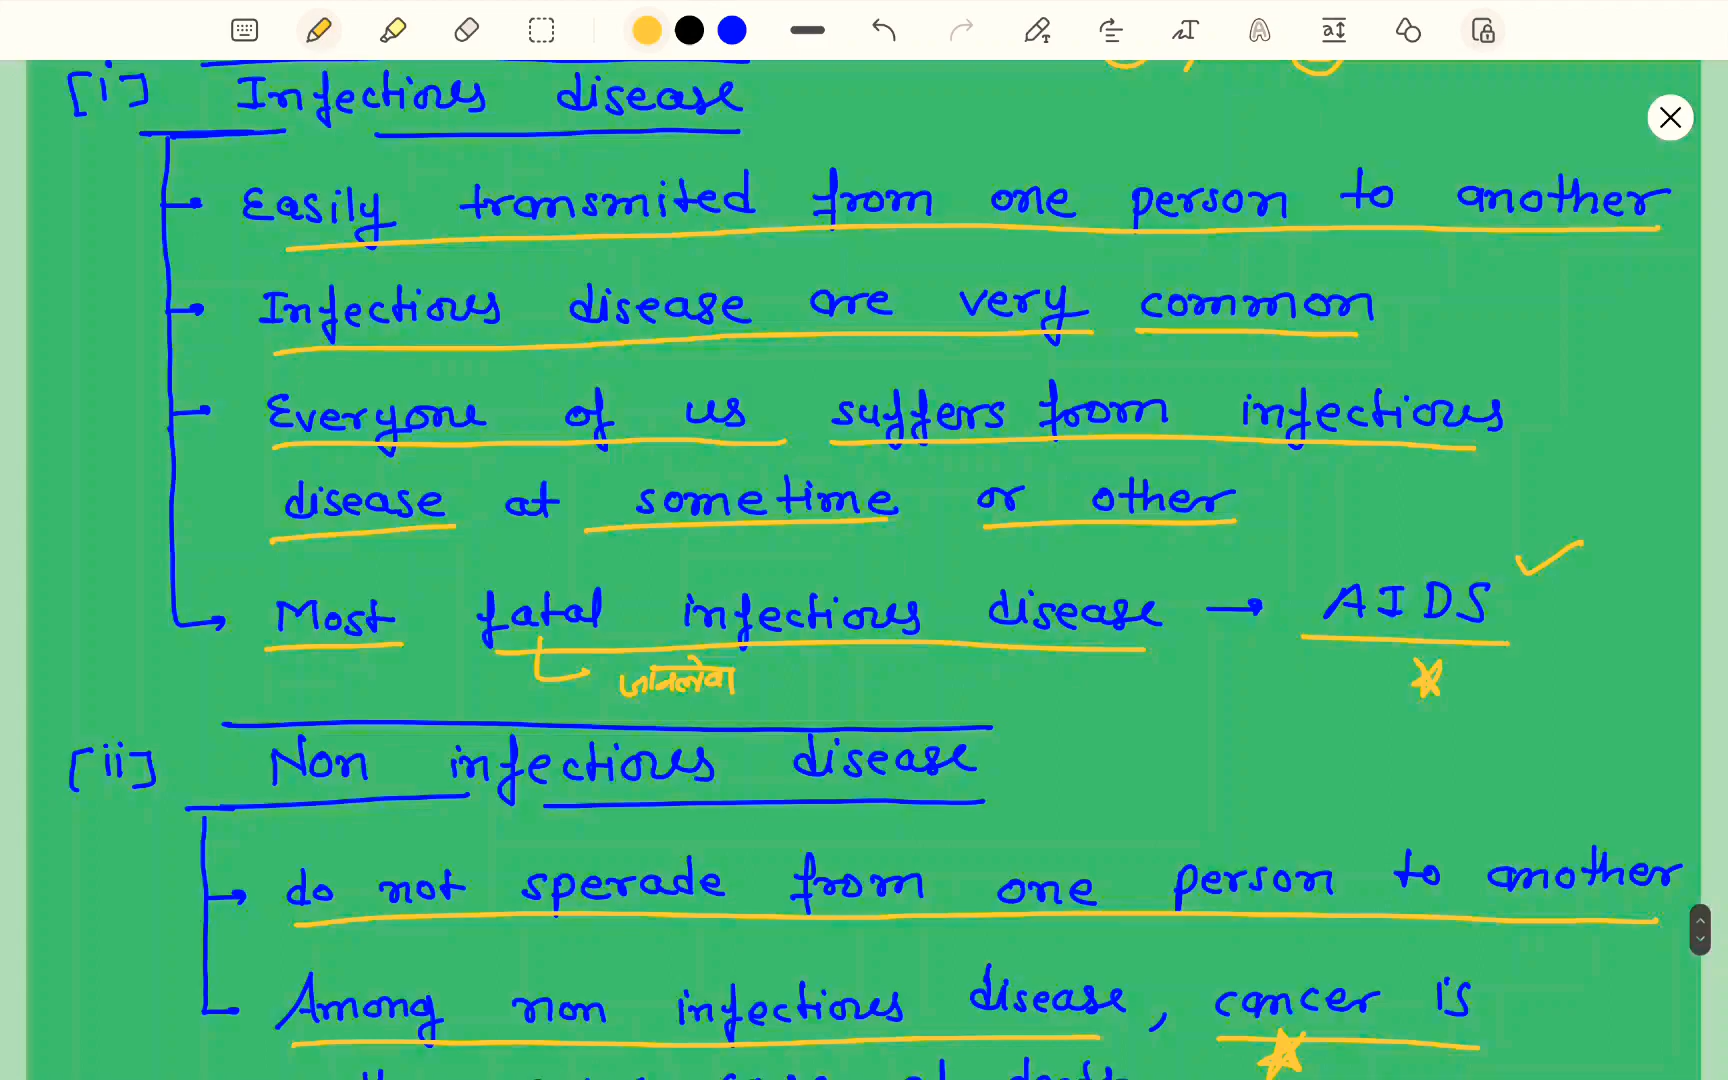 [i] Infectious disease
Easily transmited from one person to another
Infectious disease are very common
Everyone of us suffers from infectious
disease at sometime or other
Most fatal infectious disease → AIDS
जानलेवा
[ii] Non infectious disease
do not sperade from one person to another
Among non infectious disease, cancer is